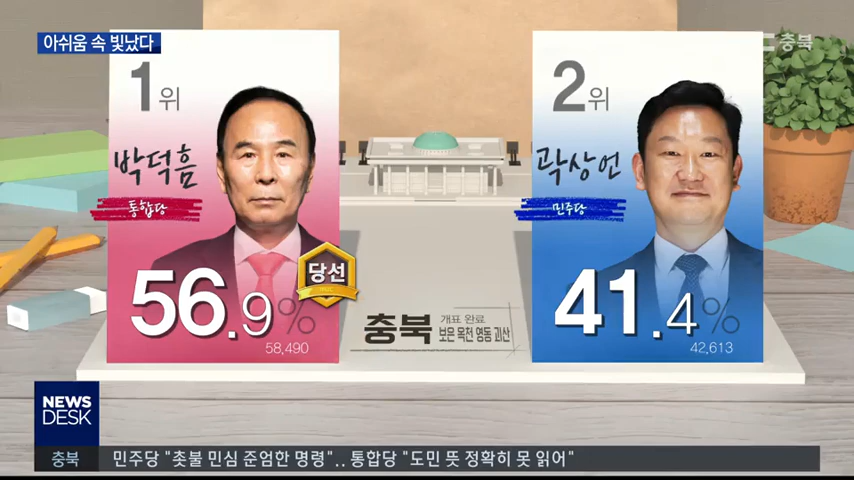 아쉬움 속 빛났다
충북
1위
박덕흠
통합당
당선
56.9%
58,490
2위
곽상언
민주당
41.4%
42,613
충북
개표 완료
보은 옥천 영동 괴산
NEWS
DESK
충북
민주당 "촛불 민심 준엄한 명령".. 통합당 "도민 뜻 정확히 못 읽어"